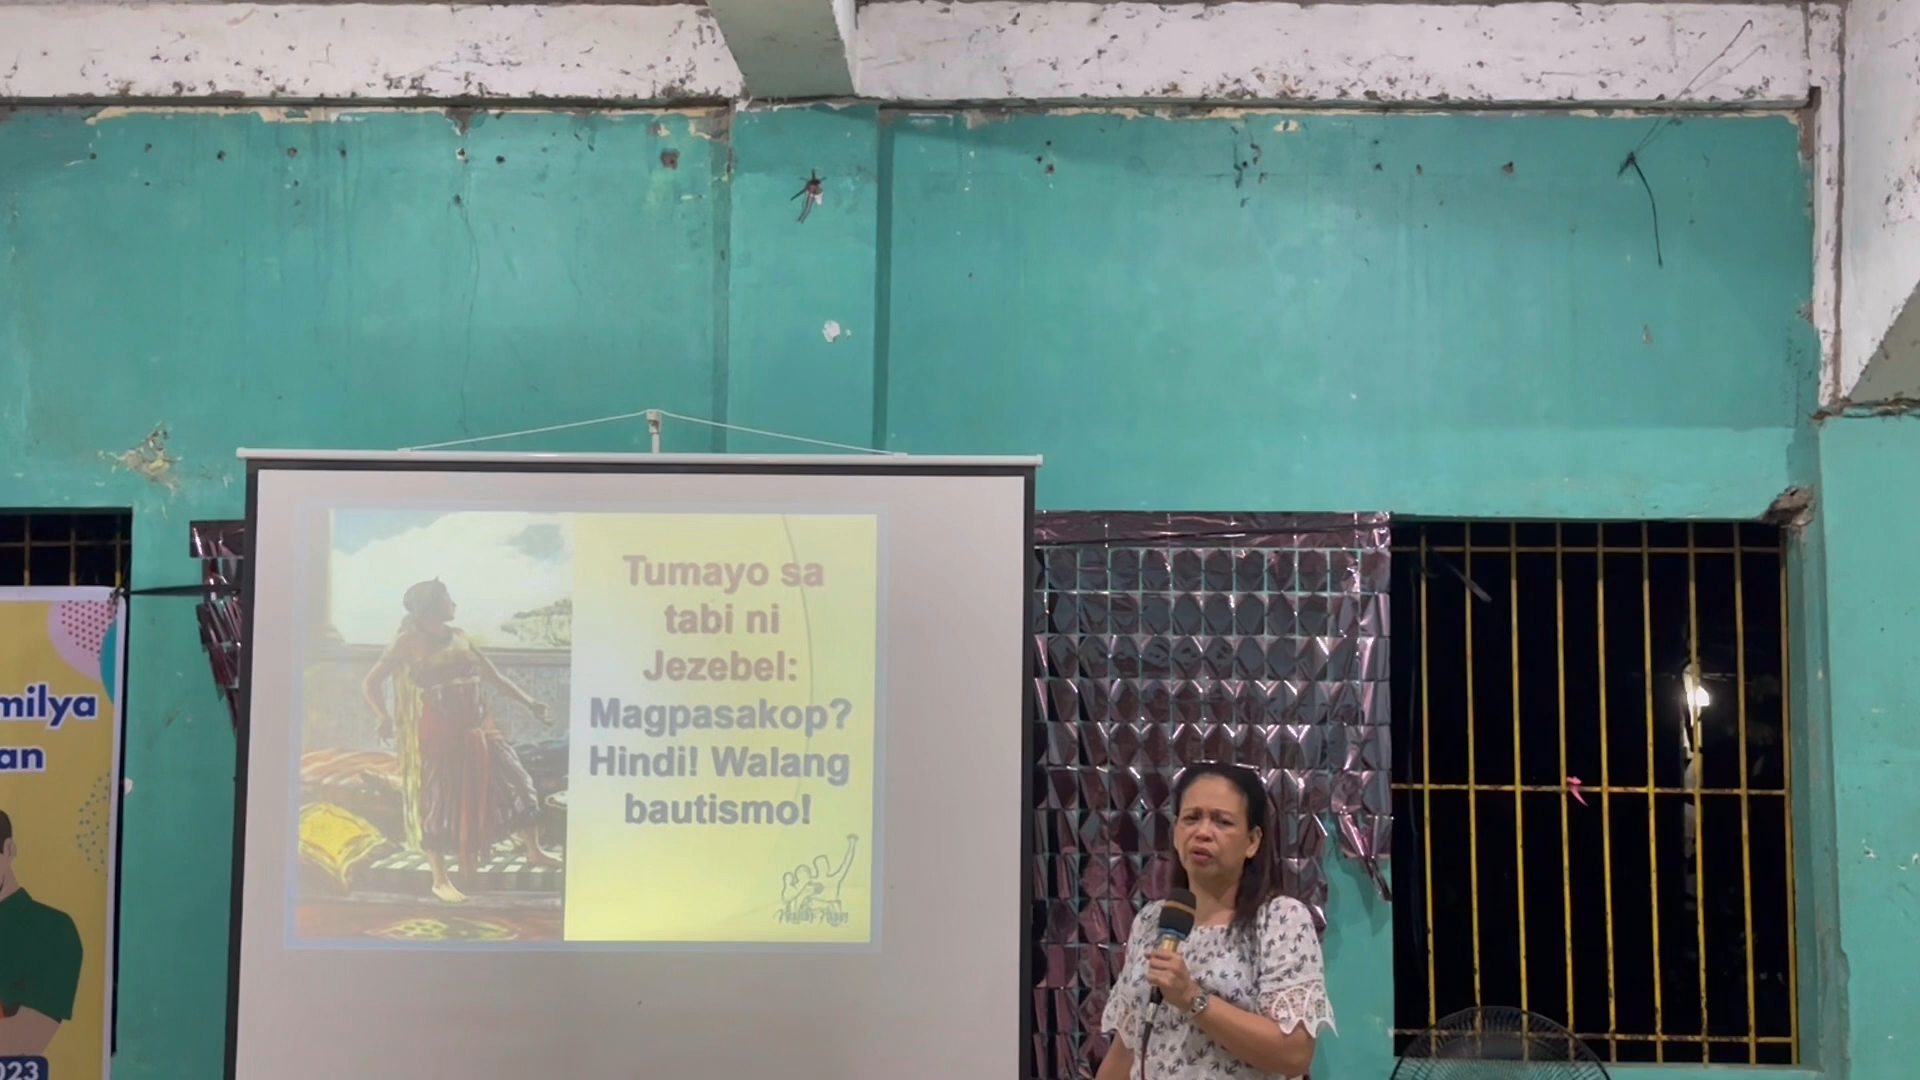 Tumayo sa
tabi ni
Jezebel:
Magpasakop?
Hindi! Walang
bautismo!
milya
an
023